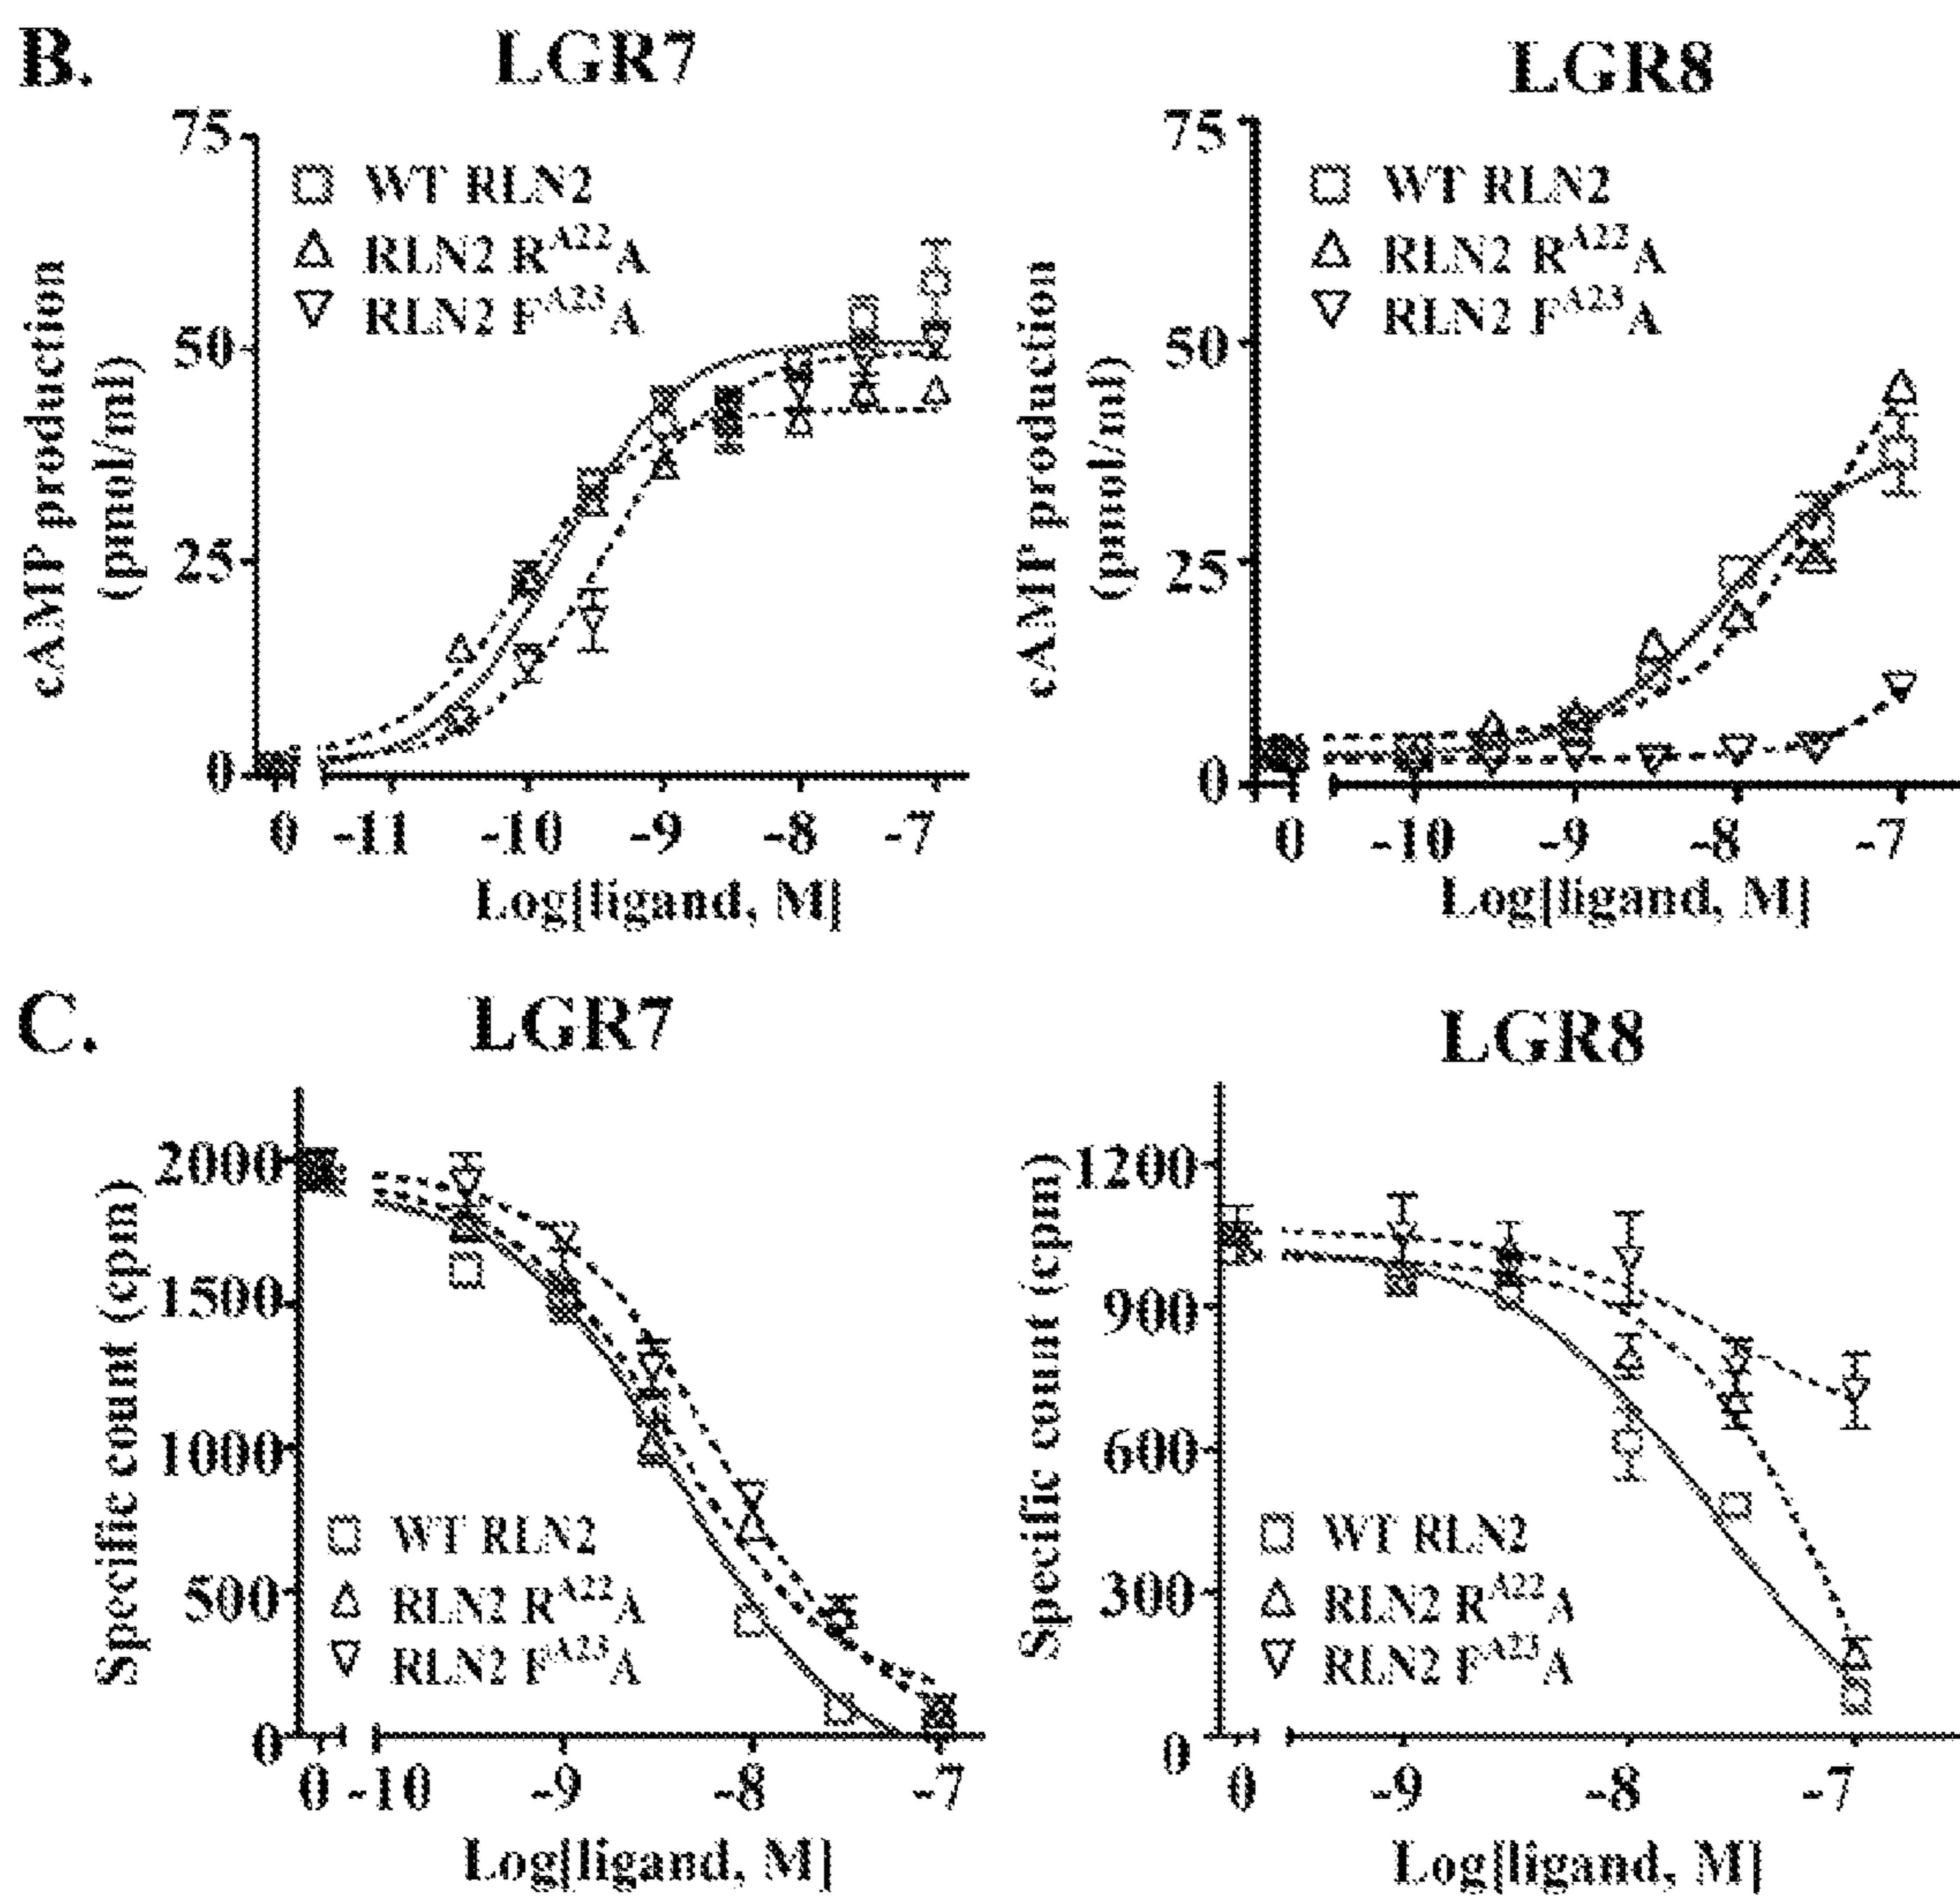 B.
LGR7
75
50
25
0
cAMP production
(pmol/ml)
WT RLN2
RLN2 R^A22A
RLN2 F^A23A
0 -11 -10 -9 -8 -7
Log[ligand, M]
LGR8
75
50
25
0
cAMP production
(pmol/ml)
WT RLN2
RLN2 R^A22A
RLN2 F^A23A
0 -10 -9 -8 -7
Log[ligand, M]
C.
LGR7
2000
1500
1000
500
0
Specific count (cpm)
WT RLN2
RLN2 R^A22A
RLN2 F^A23A
0 -10 -9 -8 -7
Log[ligand, M]
LGR8
1200
900
600
300
0
Specific count (cpm)
WT RLN2
RLN2 R^A22A
RLN2 F^A23A
0 -9 -8 -7
Log[ligand, M]